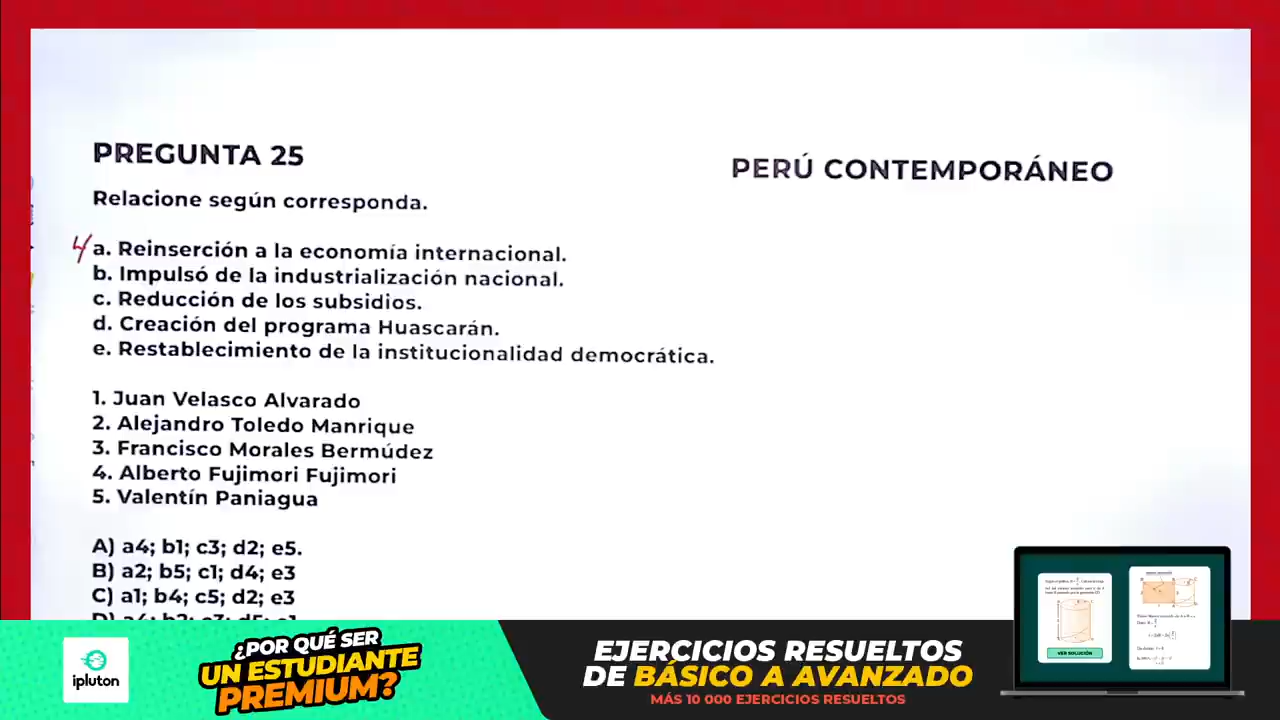 PREGUNTA 25
PERÚ CONTEMPORÁNEO
Relacione según corresponda.
4 a. Reinserción a la economía internacional.
b. Impulsó de la industrialización nacional.
c. Reducción de los subsidios.
d. Creación del programa Huascarán.
e. Restablecimiento de la institucionalidad democrática.
1. Juan Velasco Alvarado
2. Alejandro Toledo Manrique
3. Francisco Morales Bermúdez
4. Alberto Fujimori Fujimori
5. Valentín Paniagua
A) a4; b1; c3; d2; e5.
B) a2; b5; c1; d4; e3
C) a1; b4; c5; d2; e3
ipluton
¿POR QUÉ SER
UN ESTUDIANTE
PREMIUM?
EJERCICIOS RESUELTOS
DE BÁSICO A AVANZADO
MÁS 10 000 EJERCICIOS RESUELTOS
VER SOLUCIÓN